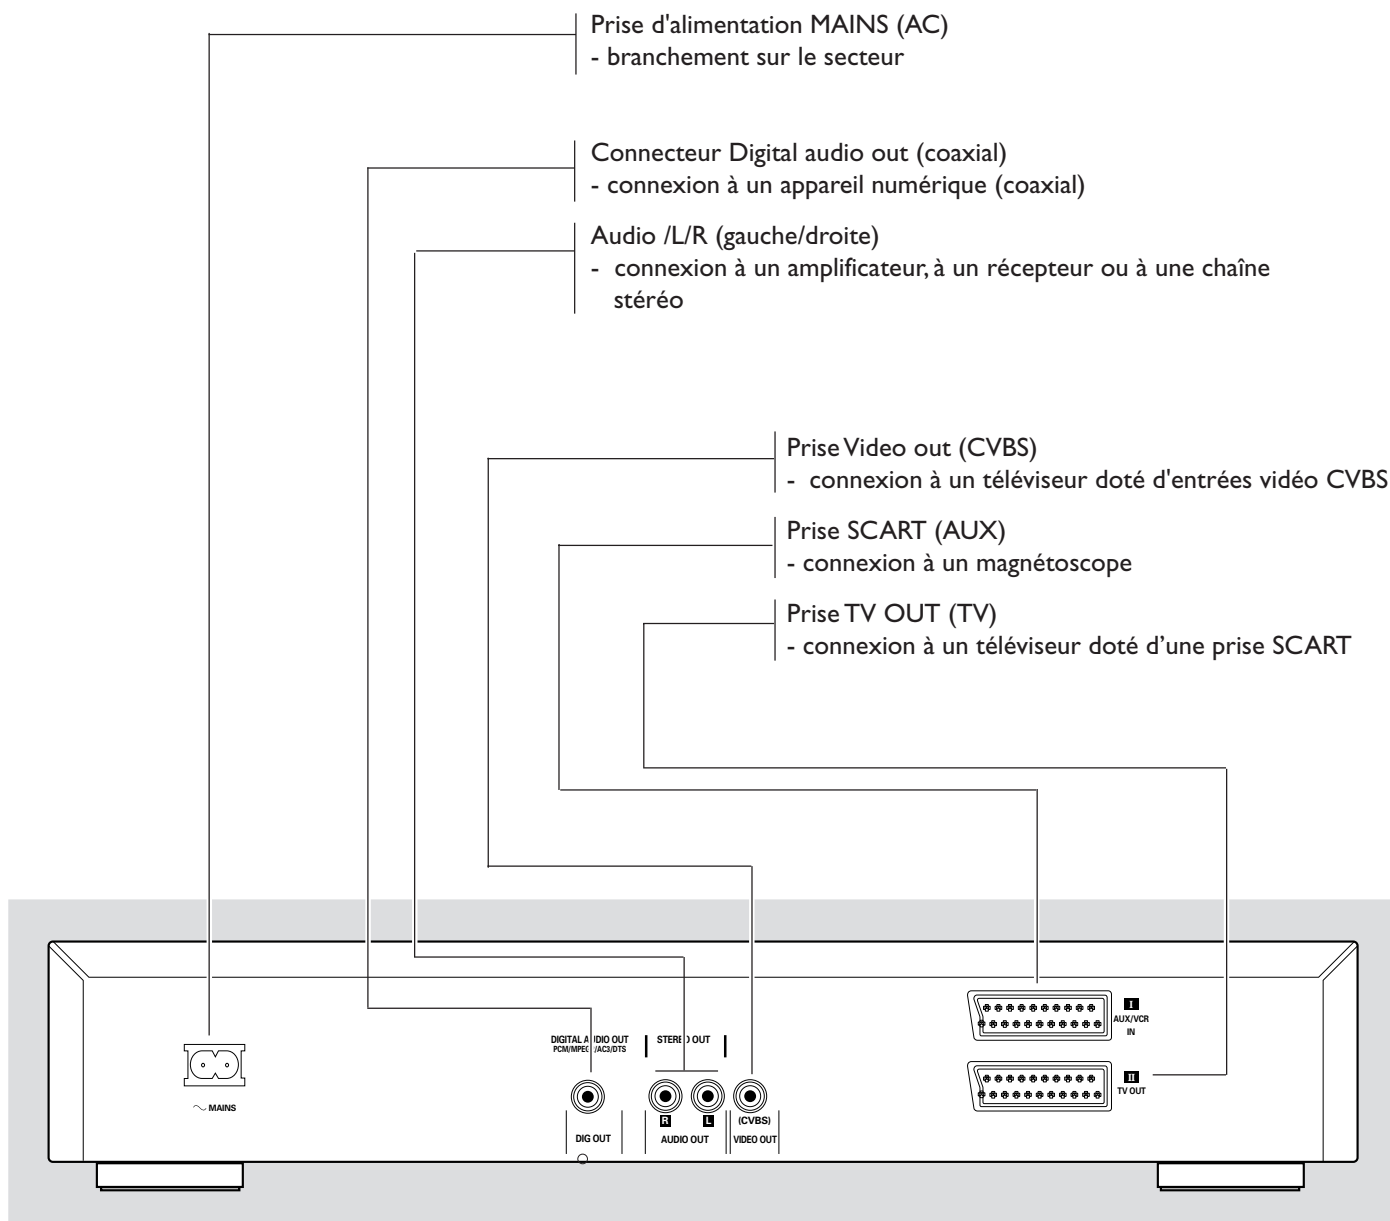 Prise d'alimentation MAINS (AC)
- branchement sur le secteur
Connecteur Digital audio out (coaxial)
- connexion à un appareil numérique (coaxial)
Audio /L/R (gauche/droite)
- connexion à un amplificateur, à un récepteur ou à une chaîne
stéréo
Prise Video out (CVBS)
- connexion à un téléviseur doté d'entrées vidéo CVBS
Prise SCART (AUX)
- connexion à un magnétoscope
Prise TV OUT (TV)
- connexion à un téléviseur doté d’une prise SCART
I
AUX/VCR
IN
DIGITAL AUDIO OUT
PCM/MPEG2/AC3/DTS
STEREO OUT
II
TV OUT
~ MAINS
R
L
(CVBS)
DIG OUT
AUDIO OUT
VIDEO OUT